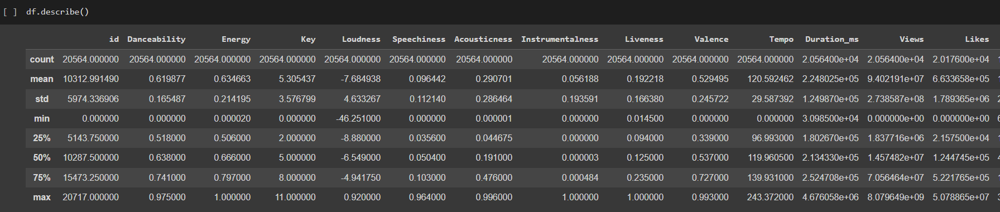 [ ] df.describe()
id Danceability Energy Key Loudness Speechiness Acousticness Instrumentalness Liveness Valence Tempo Duration_ms Views Likes
count 20564.000000 20564.000000 20564.000000 20564.000000 20564.000000 20564.000000 20564.000000 20564.000000 20564.000000 20564.000000 20564.000000 2.056400e+04 2.056400e+04 2.017600e+04
mean 10312.991490 0.619877 0.634663 5.305437 -7.684938 0.096442 0.290701 0.056188 0.192218 0.529495 120.592462 2.248025e+05 9.402191e+07 6.633658e+05
std 5974.336906 0.165487 0.214195 3.576799 4.633267 0.112140 0.286464 0.193591 0.166380 0.245722 29.587392 1.249870e+05 2.738587e+08 1.789365e+06
min 0.000000 0.000000 0.000020 0.000000 -46.251000 0.000000 0.000001 0.000000 0.014500 0.000000 0.000000 3.098500e+04 0.000000e+00 0.000000e+00
25% 5143.750000 0.518000 0.506000 2.000000 -8.880000 0.035600 0.044675 0.000000 0.094000 0.339000 96.993000 1.802670e+05 1.837716e+06 2.157500e+04
50% 10287.500000 0.638000 0.666000 5.000000 -6.549000 0.050400 0.191000 0.000003 0.125000 0.537000 119.960500 2.134330e+05 1.457482e+07 1.244745e+05
75% 15473.250000 0.741000 0.797000 8.000000 -4.941750 0.103000 0.476000 0.000484 0.235000 0.727000 139.931000 2.524708e+05 7.056464e+07 5.221765e+05
max 20717.000000 0.975000 1.000000 11.000000 0.920000 0.964000 0.996000 1.000000 1.000000 0.993000 243.372000 4.676058e+06 8.079649e+09 5.078865e+07